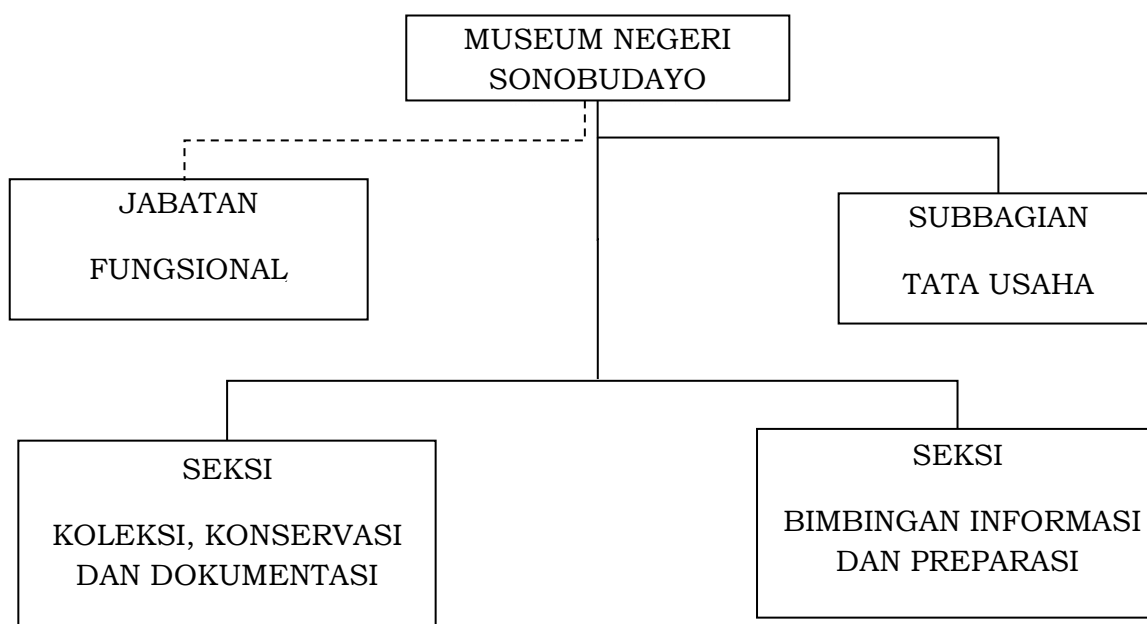 MUSEUM NEGERI
SONOBUDAYO
JABATAN
FUNGSIONAL
SUBBAGIAN
TATA USAHA
SEKSI
KOLEKSI, KONSERVASI
DAN DOKUMENTASI
SEKSI
BIMBINGAN INFORMASI
DAN PREPARASI